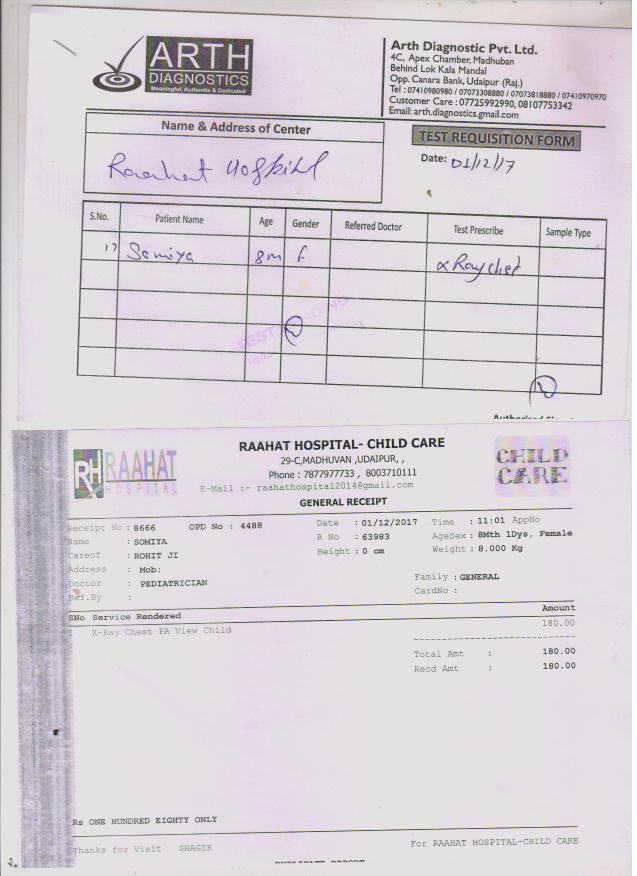 ARTH
DIAGNOSTICS
Meaningful, Authentic & Dedicated
Arth Diagnostic Pvt. Ltd.
4C, Apex Chamber, Madhuban
Behind Lok Kala Mandal
Opp. Canara Bank, Udaipur (Raj.)
Tel : 07410980980 / 07073308880 / 07073818880 / 07410970970
Customer Care : 07725992990, 08107753342
Email: arth.diagnostics.gmail.com
Name & Address of Center
TEST REQUISITION FORM
Raahat Hospital
Date: 01/12/17
S.No. Patient Name Age Gender Referred Doctor Test Prescribe Sample Type
1) Somiya 8m F x Ray chest
TEST
RAAHAT HOSPITAL- CHILD CARE
29-C,MADHUVAN ,UDAIPUR, ,
Phone : 7877977733 , 8003710111
E-Mail :- raahathospital2014@gmail.com
RH RAAHAT
HOSPITAL
CHILD
CARE
GENERAL RECEIPT
Receipt No : 8666 OPD No : 4488 Date : 01/12/2017 Time : 11:01 AppNo
Name : SOMIYA R No : 63983 AgeSex : 8Mth 1Dys, Female
Careof : ROHIT JI Height : 0 cm Weight : 8.000 Kg
Address : Mob:
Doctor : PEDIATRICIAN Family : GENERAL
Ref.By : CardNo :
SNo Service Rendered Amount
1 X-Ray Chest PA View Child 180.00
Total Amt : 180.00
Recd Amt : 180.00
Rs ONE HUNDRED EIGHTY ONLY
Thanks for Visit SHAGIR For RAAHAT HOSPITAL-CHILD CARE